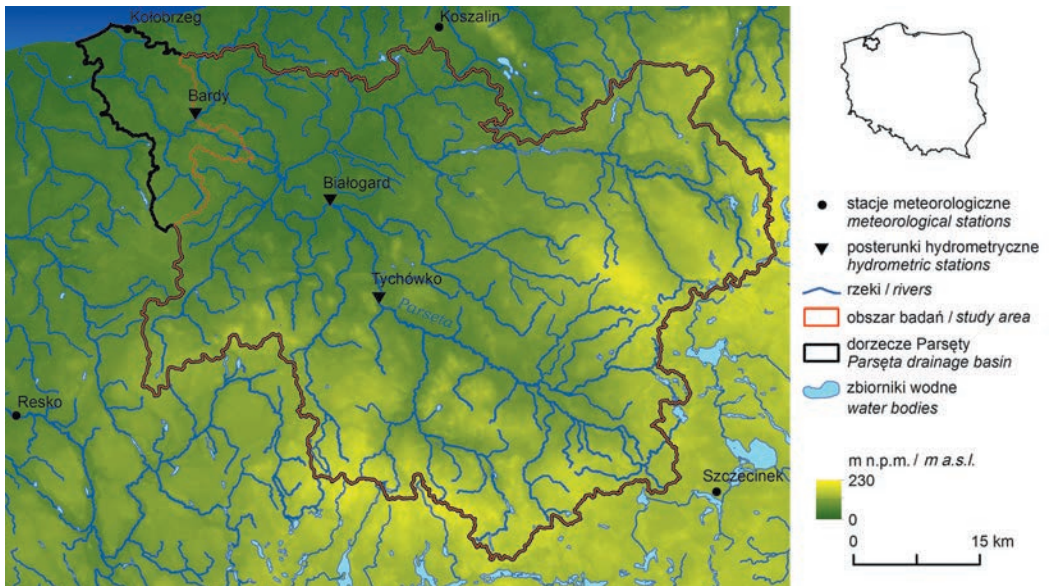 Kołobrzeg
Koszalin
Bardy
Białogard
Tychówko
Parsęta
Resko
Szczecinek
stacje meteorologiczne
meteorological stations
posterunki hydrometryczne
hydrometric stations
rzeki / rivers
obszar badań / study area
dorzecze Parsęty
Parsęta drainage basin
zbiorniki wodne
water bodies
m n.p.m. / m a.s.l.
230
0
0 15 km